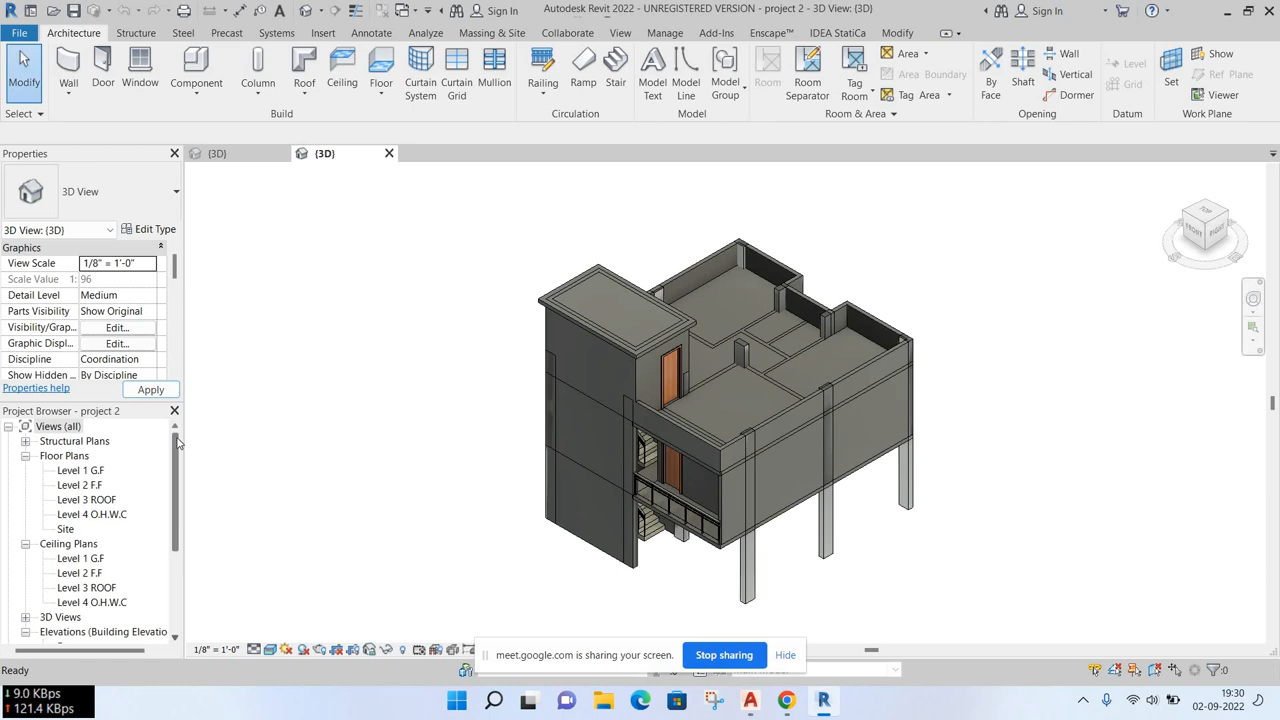 Sign In
Autodesk Revit 2022 - UNREGISTERED VERSION - project 2 - 3D View: {3D}
Sign In
File Architecture Structure Steel Precast Systems Insert Annotate Analyze Massing & Site Collaborate View Manage Add-Ins Enscape™ IDEA StatiCa Modify
Modify Wall Door Window Component Column Roof Ceiling Floor Curtain System Curtain Grid Mullion Railing Ramp Stair Model Text Model Line Model Group Room Room Separator Tag Room By Face Shaft Set
Area Wall Level Show
Area Boundary Vertical Grid Ref Plane
Tag Area Dormer Viewer
Select Build Circulation Model Room & Area Opening Datum Work Plane
Properties
{3D} {3D}
3D View
3D View: {3D} Edit Type
Graphics
View Scale 1/8" = 1'-0"
Scale Value 1: 96
Detail Level Medium
Parts Visibility Show Original
Visibility/Grap... Edit...
Graphic Displ... Edit...
Discipline Coordination
Show Hidden By Discipline
Properties help Apply
Project Browser - project 2
Views (all)
Structural Plans
Floor Plans
Level 1 G.F
Level 2 F.F
Level 3 ROOF
Level 4 O.H.W.C
Site
Ceiling Plans
Level 1 G.F
Level 2 F.F
Level 3 ROOF
Level 4 O.H.W.C
3D Views
Elevations (Building Elevatio
TOP
FRONT RIGHT
1/8" = 1'-0"
meet.google.com is sharing your screen. Stop sharing Hide
Ready
:0
9.0 KBps
121.4 KBps
19:30
02-09-2022